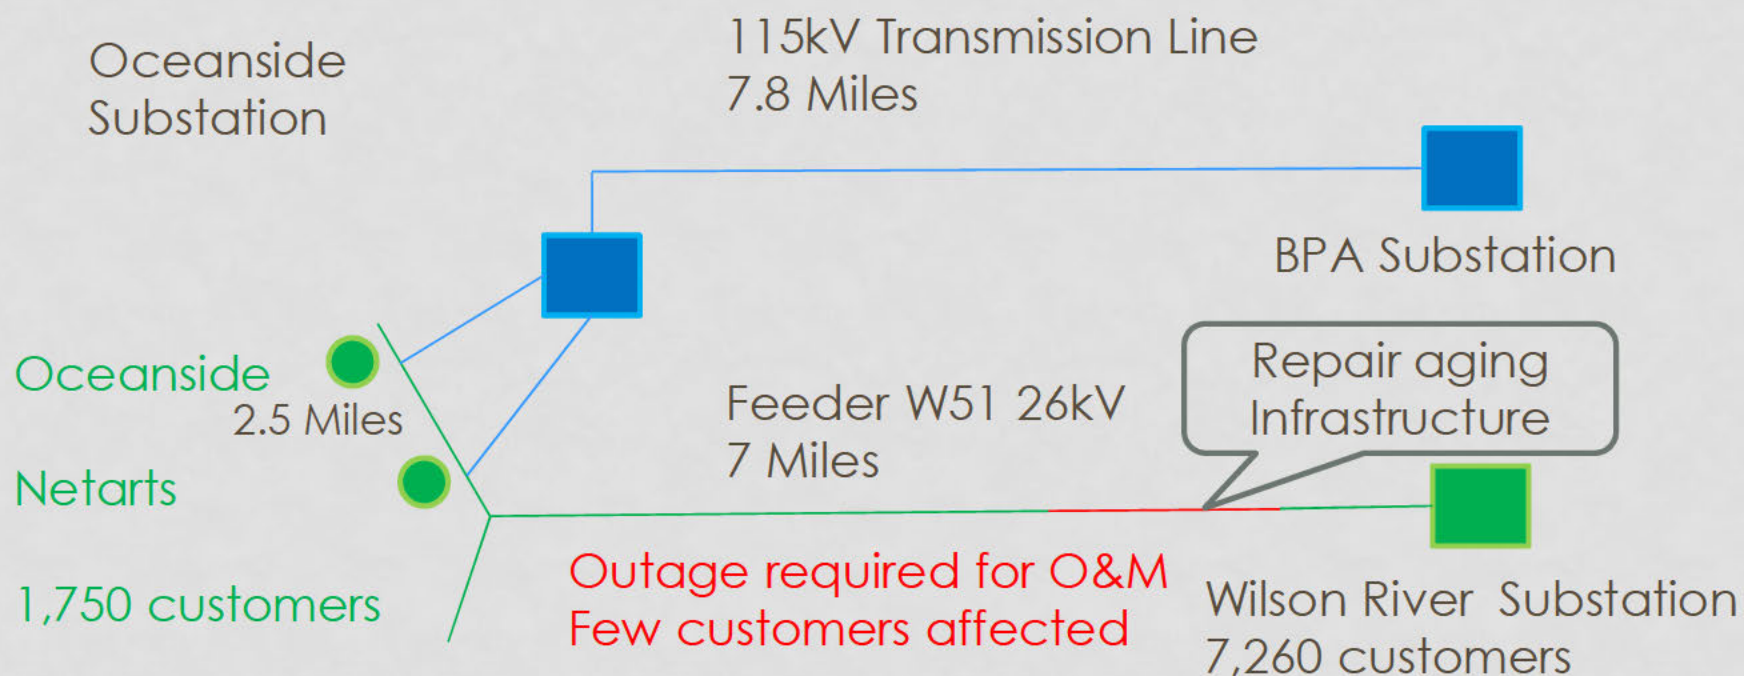 Oceanside
Substation
115kV Transmission Line
7.8 Miles
BPA Substation
Repair aging
Infrastructure
Oceanside
2.5 Miles
Feeder W51 26kV
7 Miles
Netarts
1,750 customers
Outage required for O&M
Few customers affected
Wilson River Substation
7,260 customers